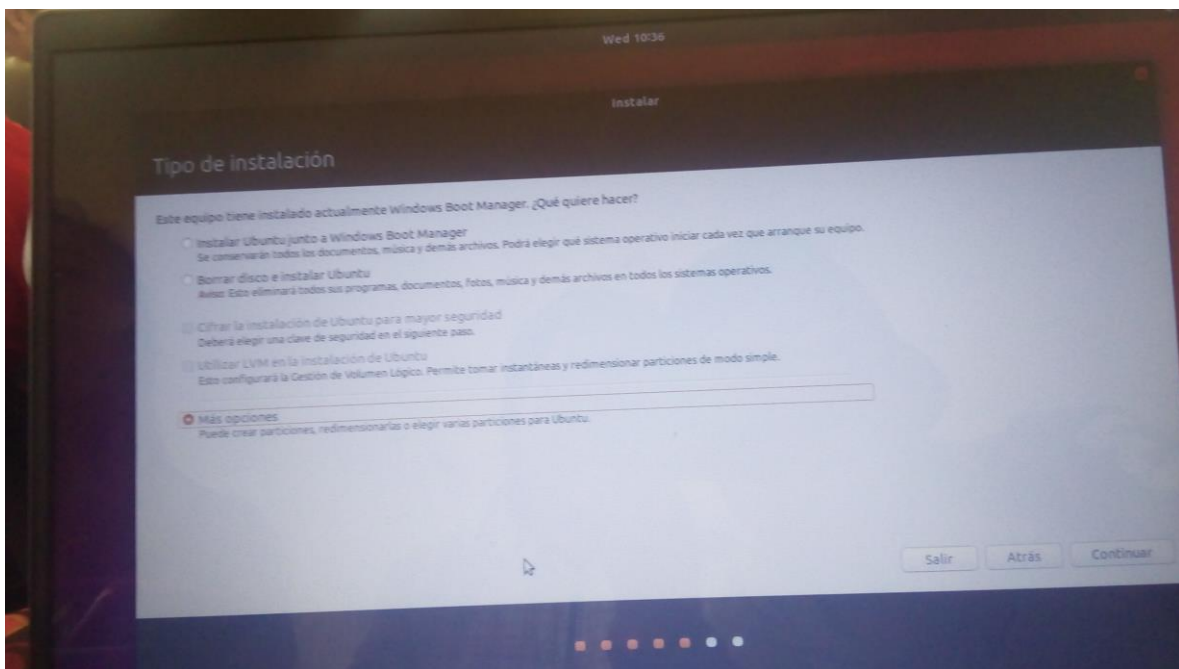 Wed 10:36
Instalar
Tipo de instalación
Este equipo tiene instalado actualmente Windows Boot Manager. ¿Qué quiere hacer?
Instalar Ubuntu junto a Windows Boot Manager
Se conservarán todos los documentos, música y demás archivos. Podrá elegir qué sistema operativo iniciar cada vez que arranque su equipo.
Borrar disco e instalar Ubuntu
Aviso: Esto eliminará todos sus programas, documentos, fotos, música y demás archivos en todos los sistemas operativos.
Cifrar la instalación de Ubuntu para mayor seguridad
Deberá elegir una clave de seguridad en el siguiente paso.
Utilizar LVM en la instalación de Ubuntu
Esto configurará la Gestión de Volumen Lógico. Permite tomar instantáneas y redimensionar particiones de modo simple.
Más opciones
Puede crear particiones, redimensionarlas o elegir varias particiones para Ubuntu.
Salir
Atrás
Continuar